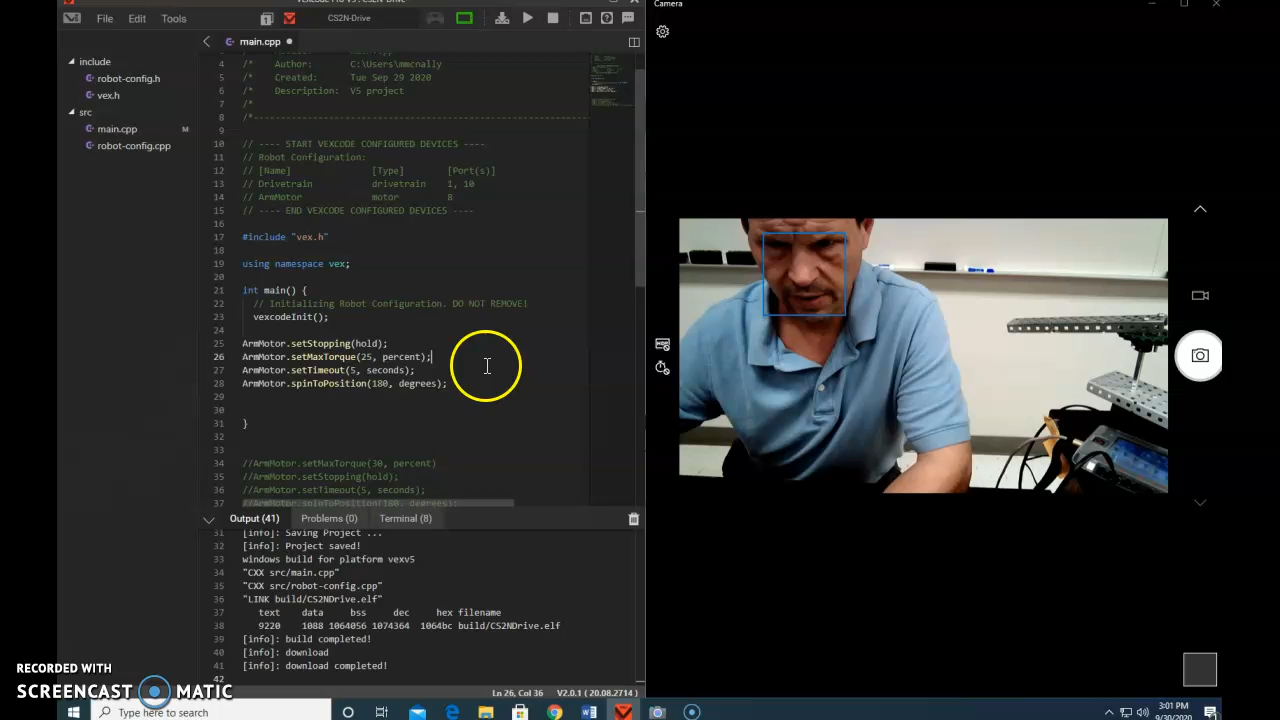 VEXcode Pro V5 : CS2N-Drive
Camera
File Edit Tools CS2N-Drive
main.cpp
include
robot-config.h
vex.h
src
main.cpp M
robot-config.cpp
4 /* Author: C:\Users\mmcnally
5 /* Created: Tue Sep 29 2020
6 /* Description: V5 project
7 /*
8 /*----------------------------------------------------------------
9
10 // ---- START VEXCODE CONFIGURED DEVICES ----
11 // Robot Configuration:
12 // [Name] [Type] [Port(s)]
13 // Drivetrain drivetrain 1, 10
14 // ArmMotor motor 8
15 // ---- END VEXCODE CONFIGURED DEVICES ----
16
17 #include "vex.h"
18
19 using namespace vex;
20
21 int main() {
22 // Initializing Robot Configuration. DO NOT REMOVE!
23 vexcodeInit();
24
25 ArmMotor.setStopping(hold);
26 ArmMotor.setMaxTorque(25, percent);
27 ArmMotor.setTimeout(5, seconds);
28 ArmMotor.spinToPosition(180, degrees);
29
30
31 }
32
33
34 //ArmMotor.setMaxTorque(30, percent)
35 //ArmMotor.setStopping(hold);
36 //ArmMotor.setTimeout(5, seconds);
37 //ArmMotor.spinToPosition(180, degrees);
Output (41) Problems (0) Terminal (8)
31 [info]: Saving Project ...
32 [info]: Project saved!
33 windows build for platform vexv5
34 "CXX src/main.cpp"
35 "CXX src/robot-config.cpp"
36 "LINK build/CS2NDrive.elf"
37 text data bss dec hex filename
38 9220 1088 1064056 1074364 1064bc build/CS2NDrive.elf
39 [info]: build completed!
40 [info]: download
41 [info]: download completed!
42
Ln 26, Col 36 V2.0.1 ( 20.08.2714 )
RECORDED WITH
SCREENCAST MATIC
Type here to search
3:01 PM
9/30/2020